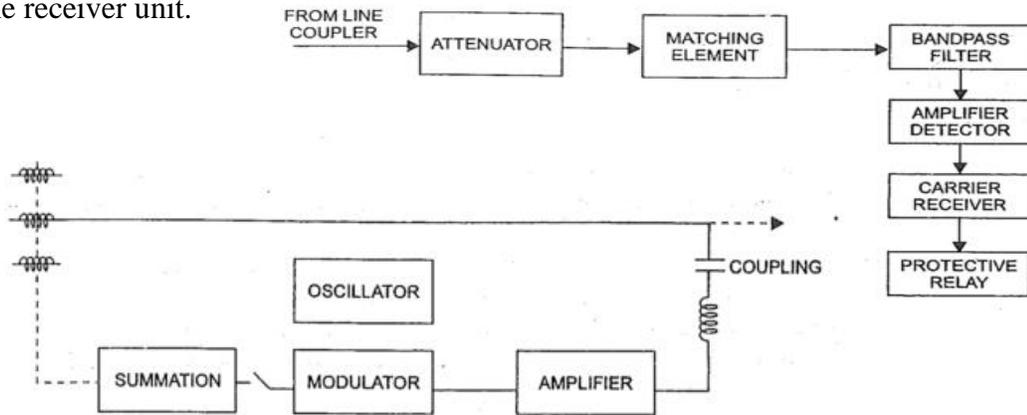 e receiver unit.
FROM LINE
COUPLER
ATTENUATOR
MATCHING
ELEMENT
BANDPASS
FILTER
AMPLIFIER
DETECTOR
CARRIER
RECEIVER
PROTECTIVE
RELAY
COUPLING
OSCILLATOR
SUMMATION
MODULATOR
AMPLIFIER